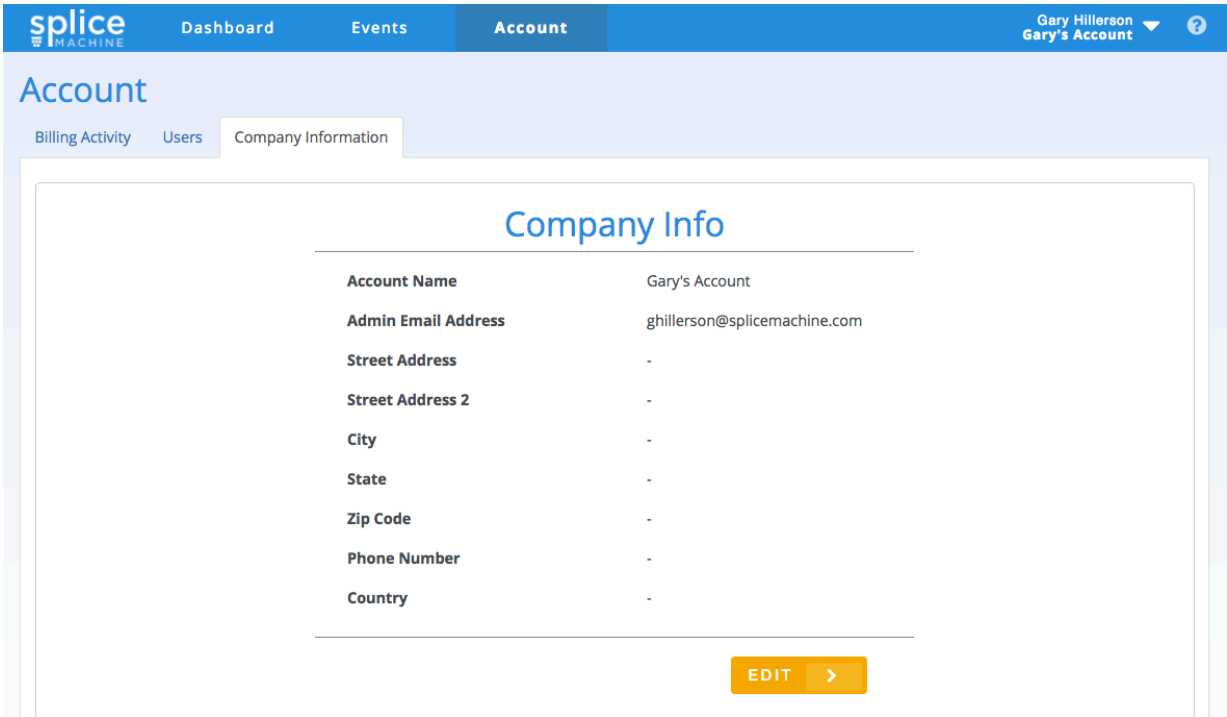 splice
MACHINE
Dashboard Events Account
Gary Hillerson
Gary's Account
?
Account
Billing Activity Users Company Information
Company Info
Account Name Gary's Account
Admin Email Address ghillerson@splicemachine.com
Street Address -
Street Address 2 -
City -
State -
Zip Code -
Phone Number -
Country -
EDIT